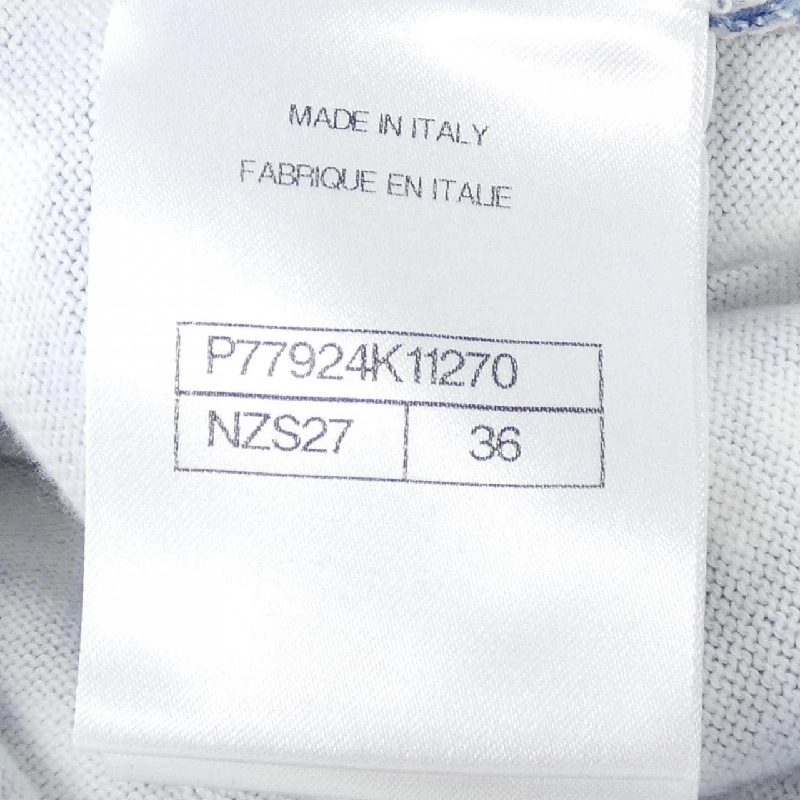 MADE IN ITALY
FABRIQUE EN ITALIE
P77924K11270
NZS27 36